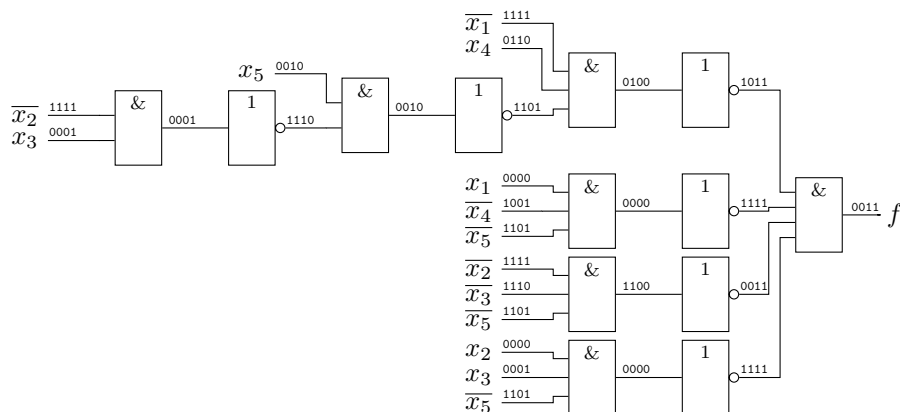 x̅₁ 1111
x₄ 0110
& 0100 1 1011
x₅ 0010
& 0010 1 1101
x̅₂ 1111
x₃ 0001
& 0001 1 1110
x₁ 0000
x̅₄ 1001
x̅₅ 1101
& 0000 1 1111
& 0011 f
x̅₂ 1111
x̅₃ 1110
x̅₅ 1101
& 1100 1 0011
x₂ 0000
x₃ 0001
x̅₅ 1101
& 0000 1 1111